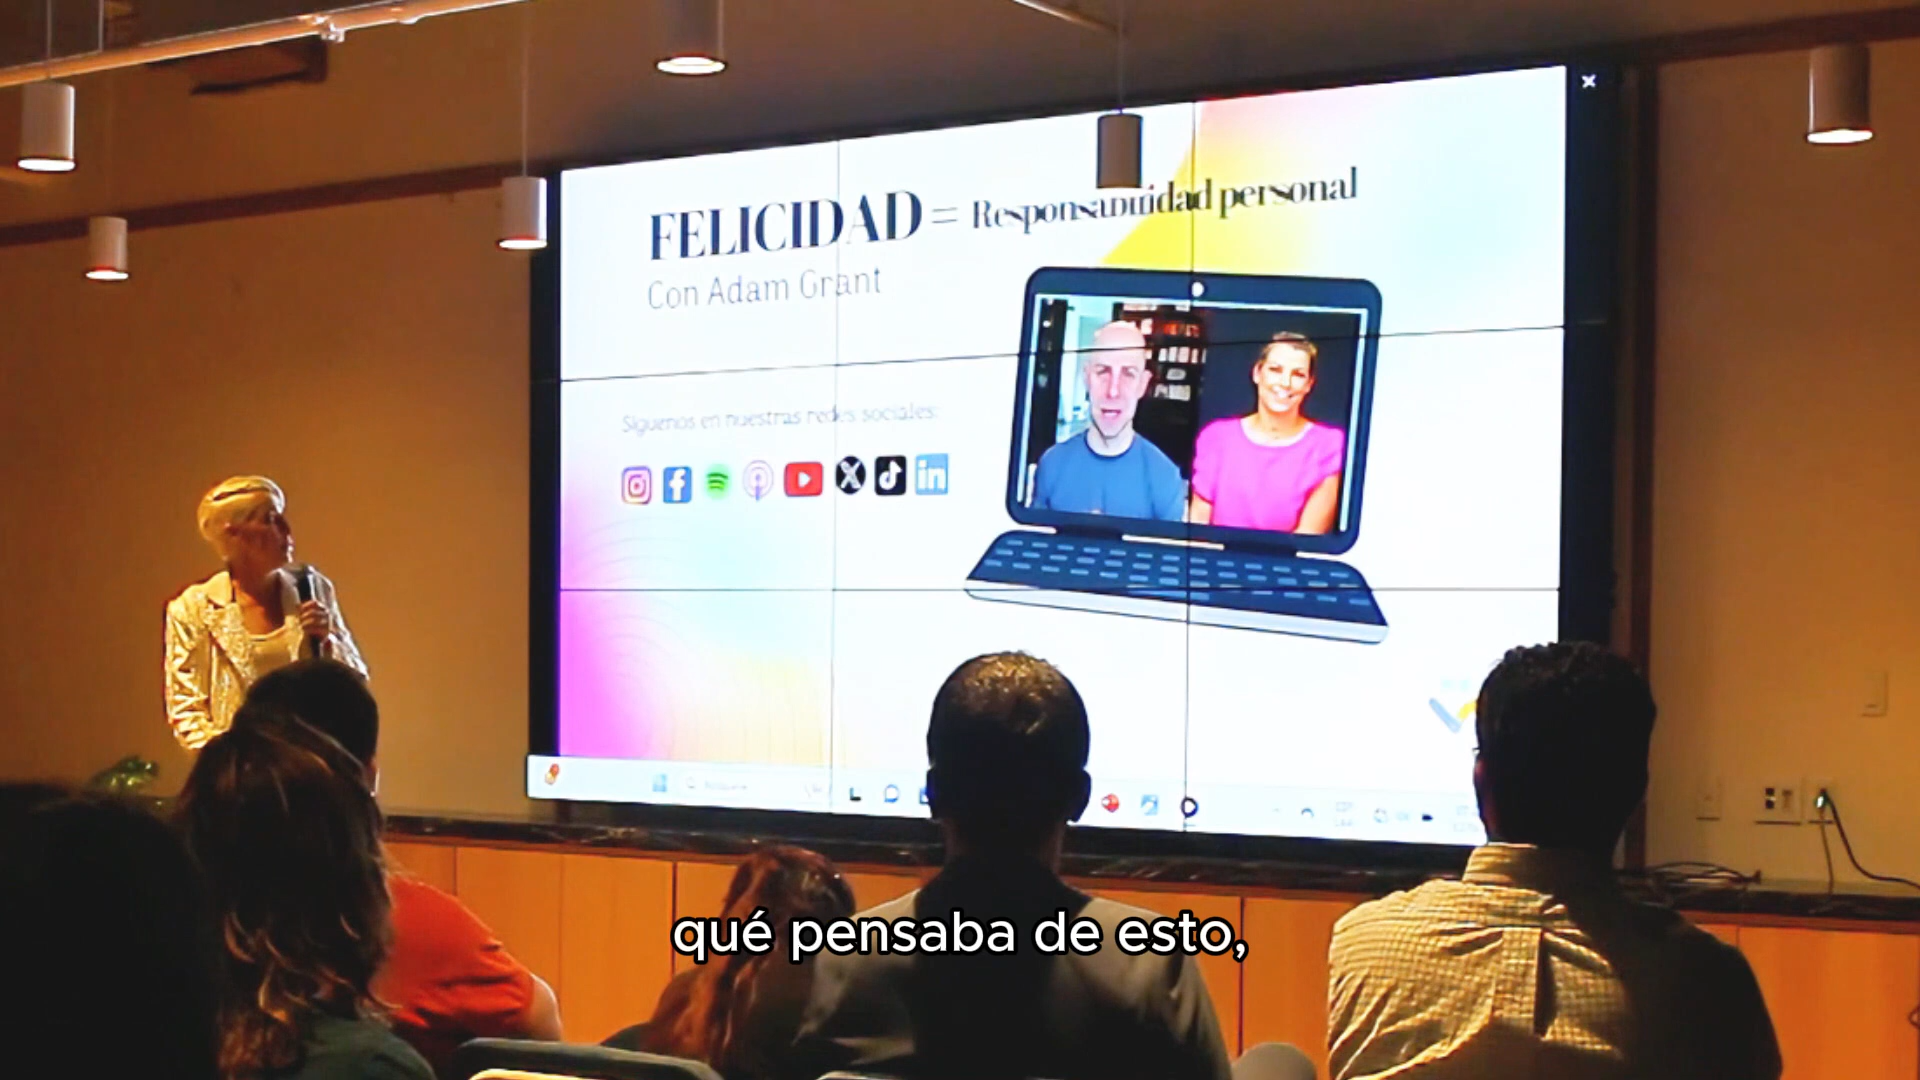 FELICIDAD = Responsabilidad personal
Con Adam Grant
Síguenos en nuestras redes sociales:
qué pensaba de esto,